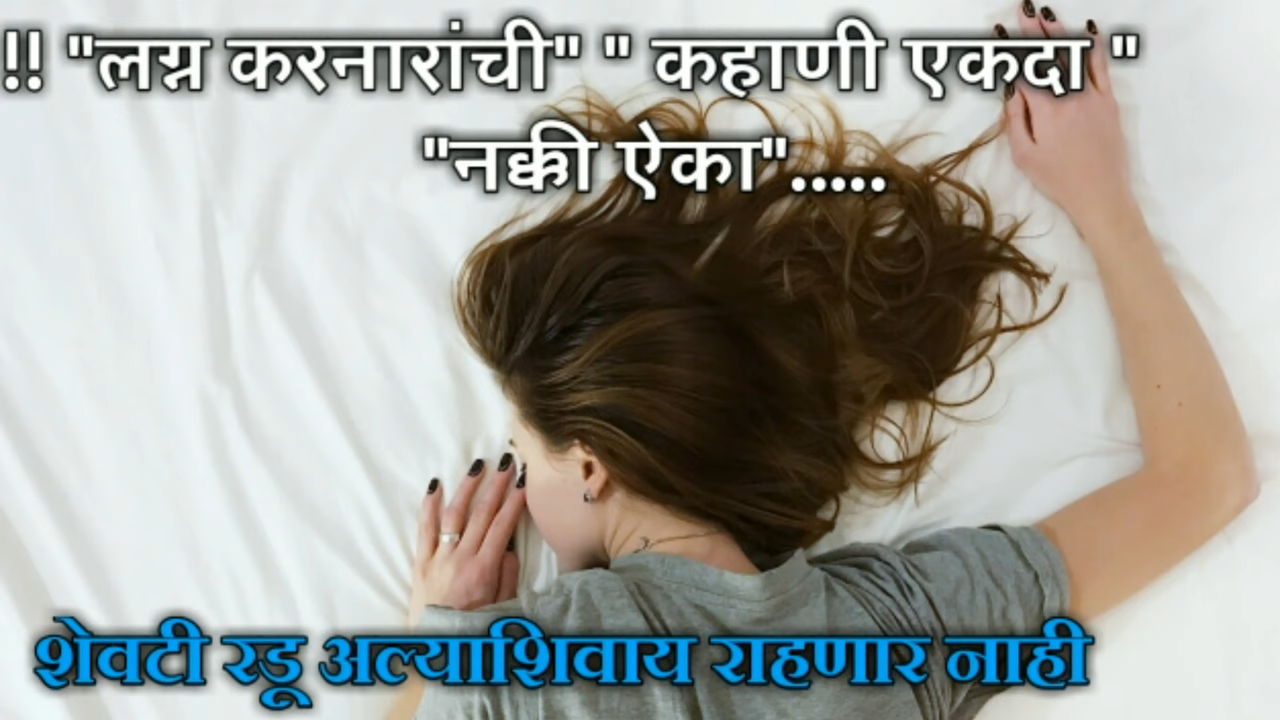 !! "लग्न करनारांची" " कहाणी एकदा "
"नक्की ऐका".....
शेवटी रडू अल्याशिवाय राहणार नाही